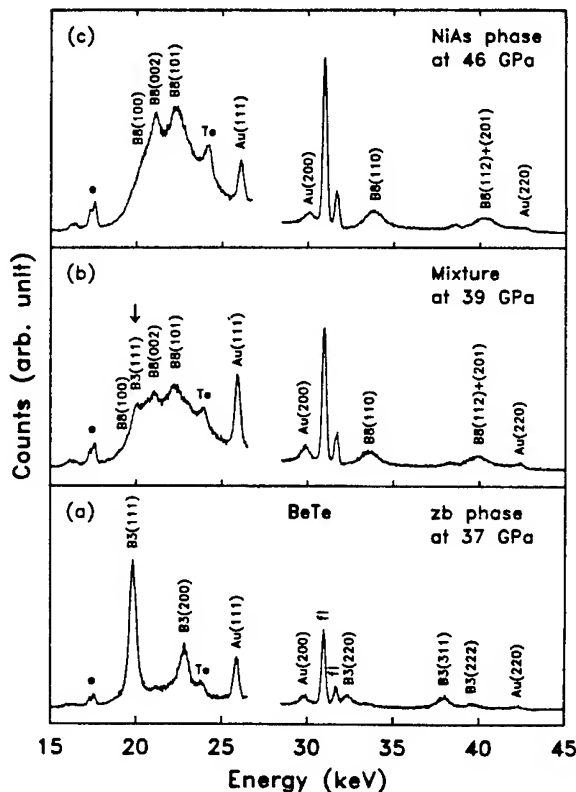 (c)
NiAs phase
at 46 GPa
B8(100)
B8(002)
B8(101)
Te
Au(111)
Au(200)
B8(110)
B8(112)+(201)
Au(220)
(b)
Mixture
at 39 GPa
B8(100)
B3(111)
B8(002)
B8(101)
Te
Au(111)
Au(200)
B8(110)
B8(112)+(201)
Au(220)
(a)
BeTe
zb phase
at 37 GPa
B3(111)
B3(200)
Te
Au(111)
Au(200)
fl
fl
B3(220)
B3(311)
B3(222)
Au(220)
Counts (arb. unit)
15 20 25 30 35 40 45
Energy (keV)